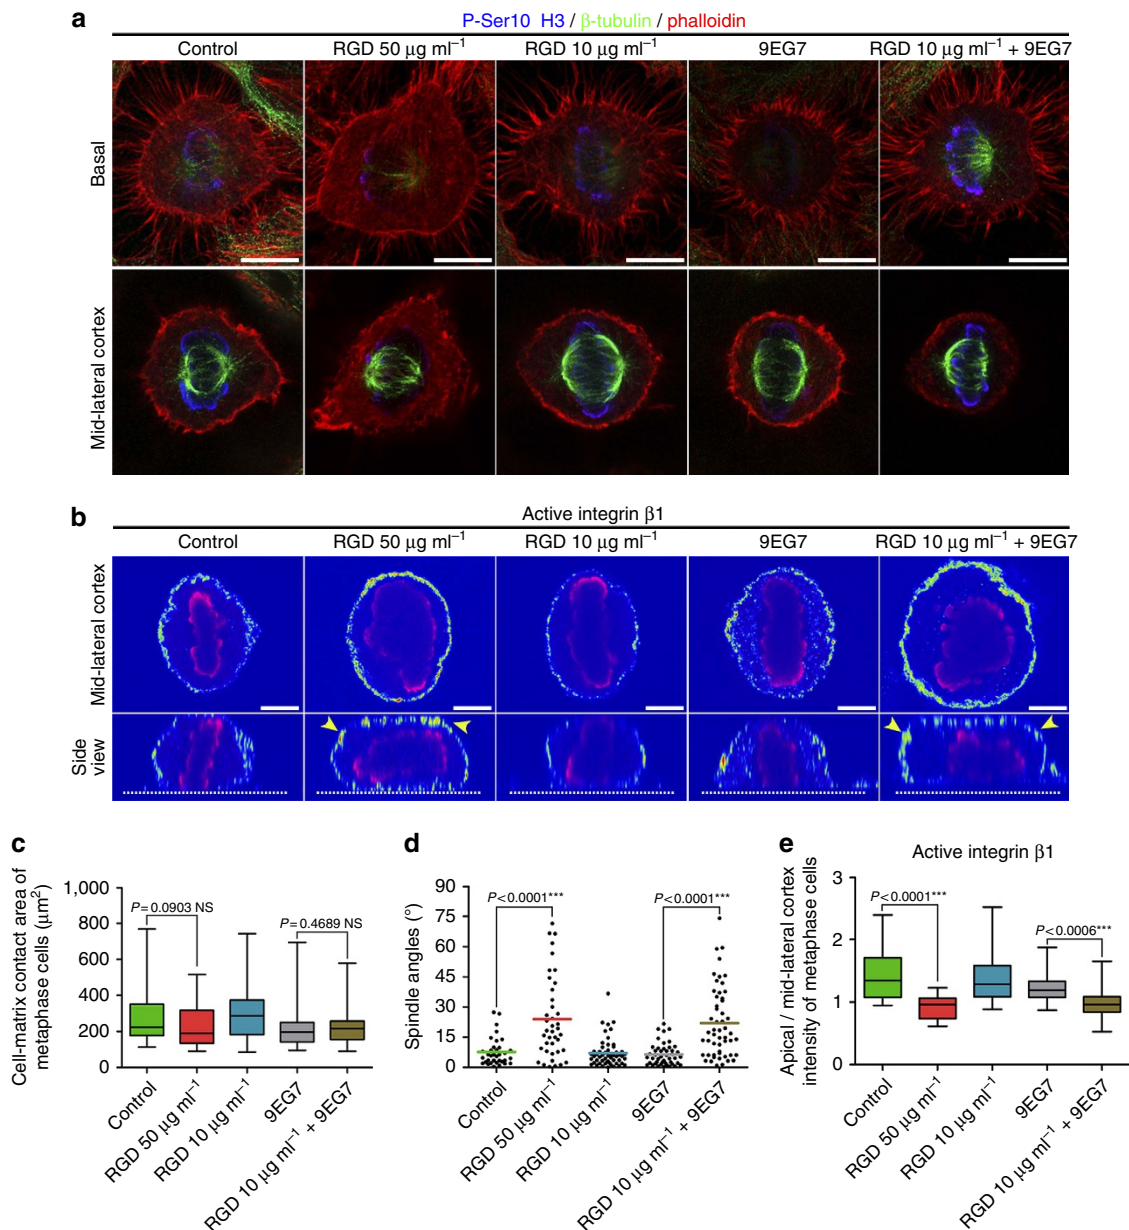 a
P-Ser10 H3 / β-tubulin / phalloidin
Control RGD 50 μg ml⁻¹ RGD 10 μg ml⁻¹ 9EG7 RGD 10 μg ml⁻¹ + 9EG7
Basal
Mid-lateral cortex
b
Active integrin β1
Control RGD 50 μg ml⁻¹ RGD 10 μg ml⁻¹ 9EG7 RGD 10 μg ml⁻¹ + 9EG7
Mid-lateral cortex
Side
view
c
Cell-matrix contact area of
metaphase cells (μm²)
1,000
800
600
400
200
0
P=0.0903 NS
P=0.4689 NS
Control
RGD 50 μg ml⁻¹
RGD 10 μg ml⁻¹
9EG7
RGD 10 μg ml⁻¹ + 9EG7
d
Spindle angles (°)
90
75
60
45
30
15
0
P<0.0001***
P<0.0001***
Control
RGD 50 μg ml⁻¹
RGD 10 μg ml⁻¹
9EG7
RGD 10 μg ml⁻¹ + 9EG7
e
Active integrin β1
Apical / mid-lateral cortex
intensity of metaphase cells
3
2
1
0
P<0.0001***
P<0.0006***
Control
RGD 50 μg ml⁻¹
RGD 10 μg ml⁻¹
9EG7
RGD 10 μg ml⁻¹ + 9EG7